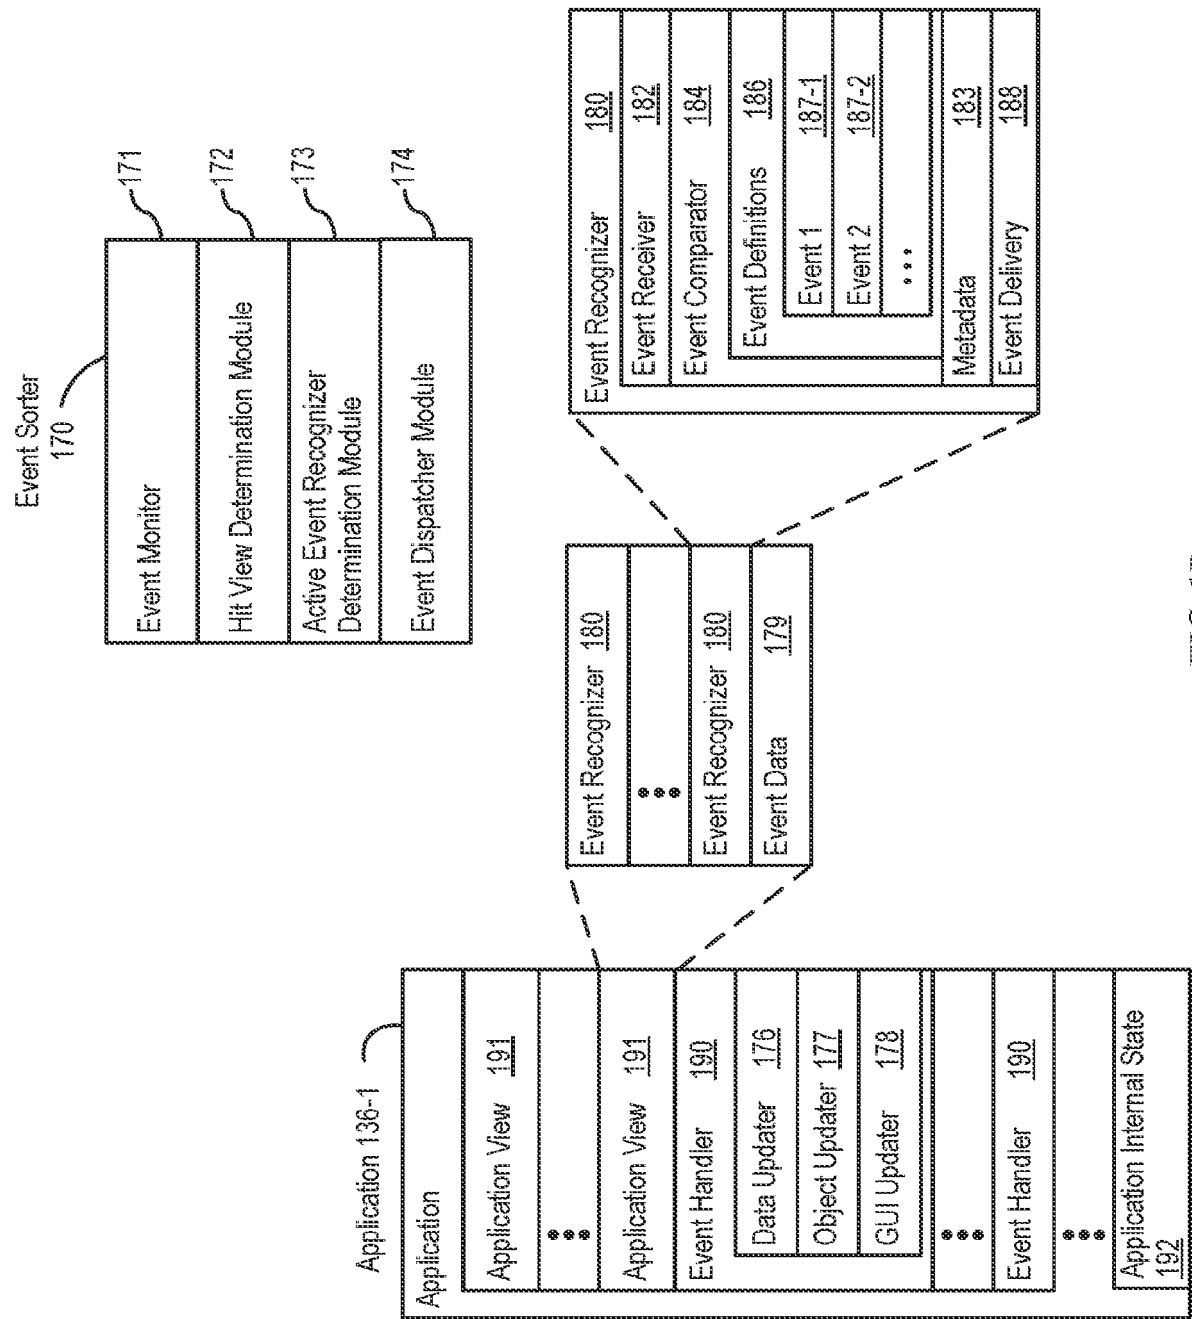 Event Sorter
170
Event Monitor
171
Hit View Determination Module
172
Active Event Recognizer
Determination Module
173
Event Dispatcher Module
174
Application 136-1
Application
Application View 191
Application View 191
Event Handler 190
Data Updater 176
Object Updater 177
GUI Updater 178
Event Handler 190
Application Internal State
192
Event Recognizer 180
Event Recognizer 180
Event Data 179
Event Recognizer 180
Event Receiver 182
Event Comparator 184
Event Definitions 186
Event 1 187-1
Event 2 187-2
Metadata 183
Event Delivery 188